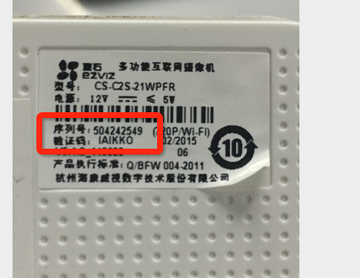 萤石
ezviz
多功能互联网摄像机
型号: CS-C2S-21WPFR
电源: 12V ⎓ ≤ 5W
序列号: 504242549 (720P/Wi-Fi)
验证码: IAIKKO 02/2015
06
产品执行标准: Q/BFW 004-2011
杭州海康威视数字技术股份有限公司
10